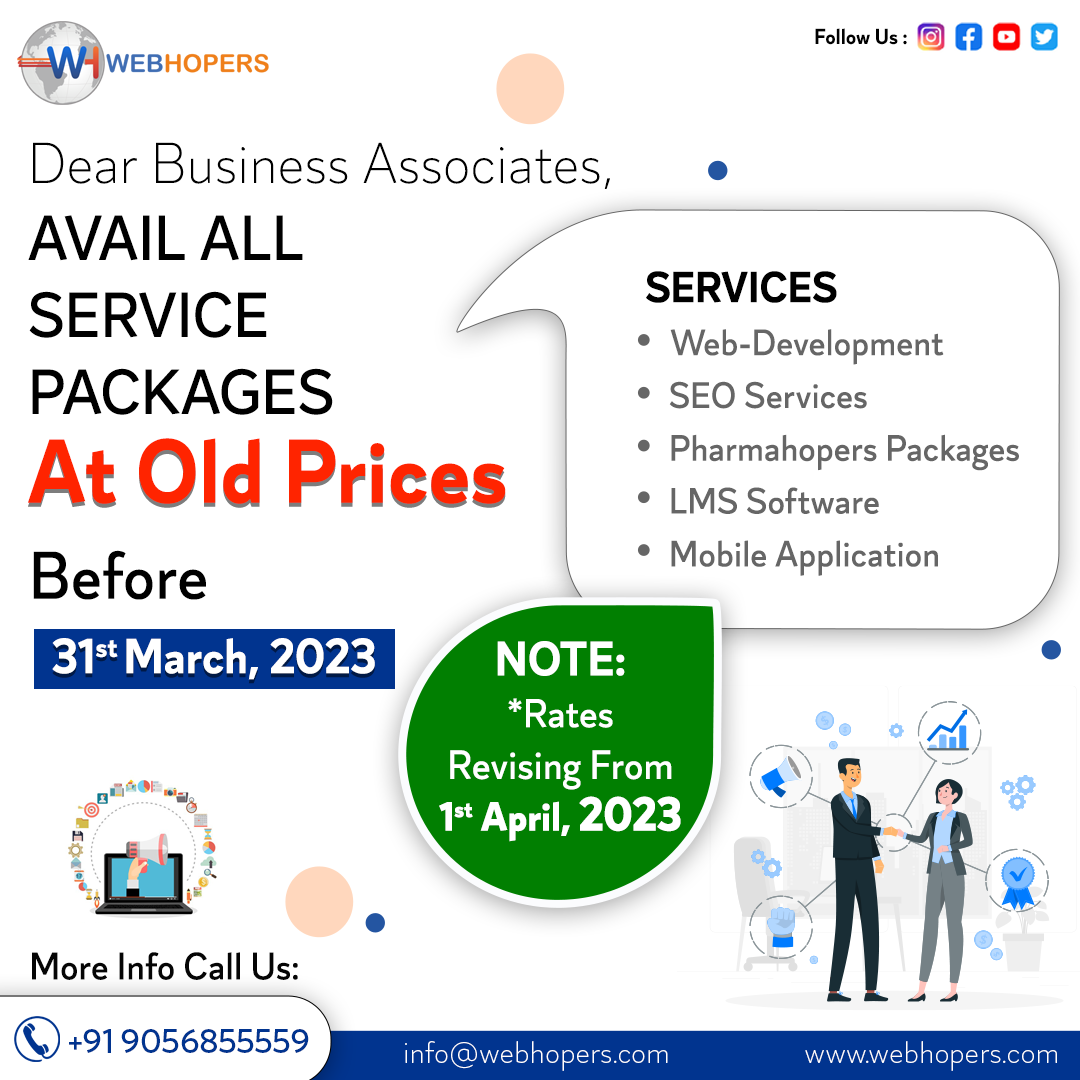 WEBHOPERS
Follow Us :
Dear Business Associates,
AVAIL ALL
SERVICE
PACKAGES
At Old Prices
Before
31st March, 2023
SERVICES
• Web-Development
• SEO Services
• Pharmahopers Packages
• LMS Software
• Mobile Application
NOTE:
*Rates
Revising From
1st April, 2023
More Info Call Us:
+91 9056855559
info@webhopers.com
www.webhopers.com